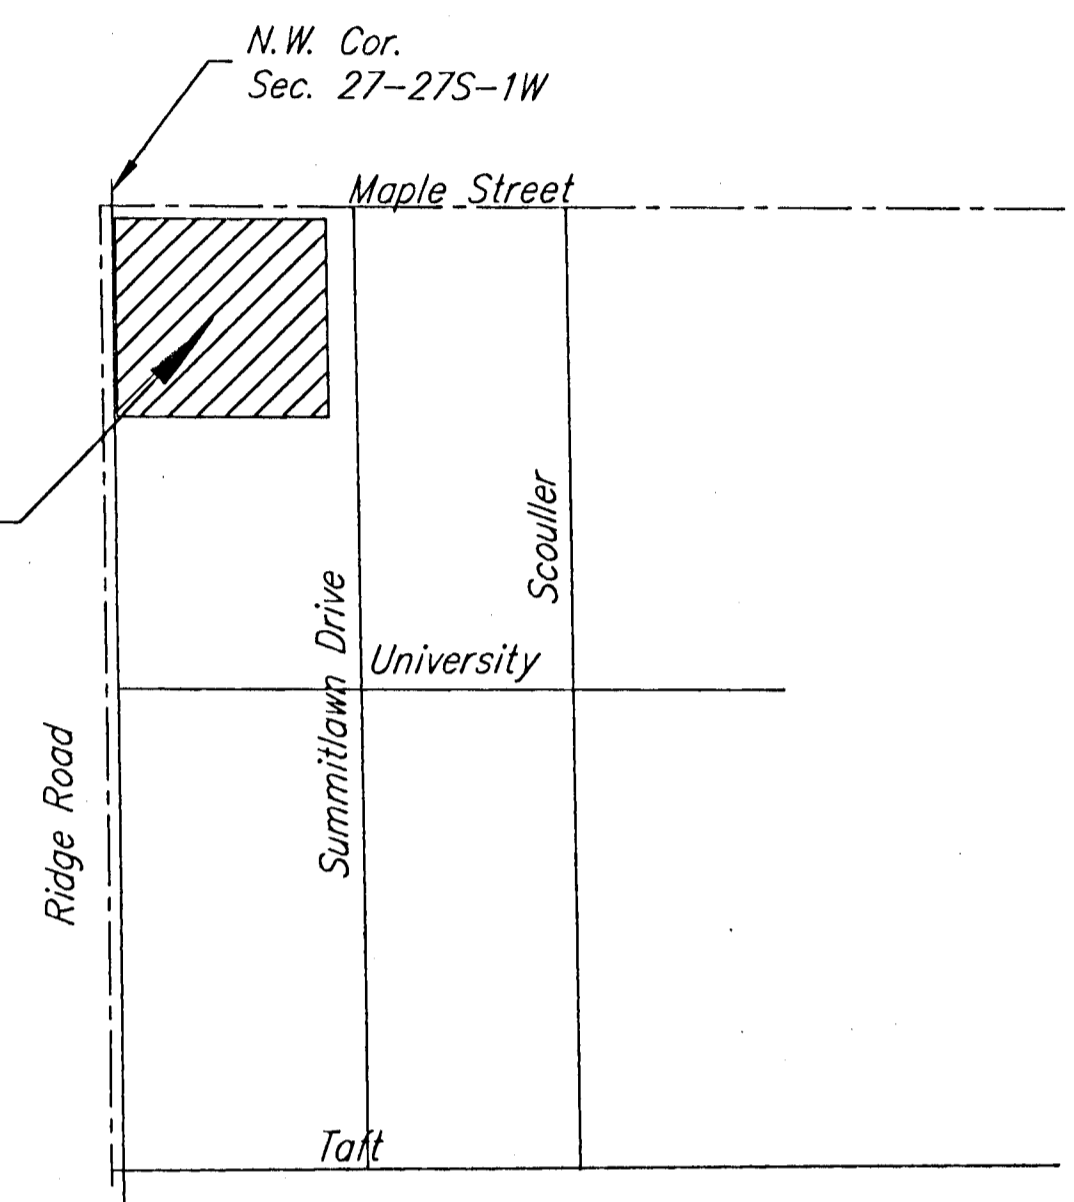 N.W. Cor.
Sec. 27-27S-1W
Maple Street
Scouller
Summitlawn Drive
University
Ridge Road
Taft